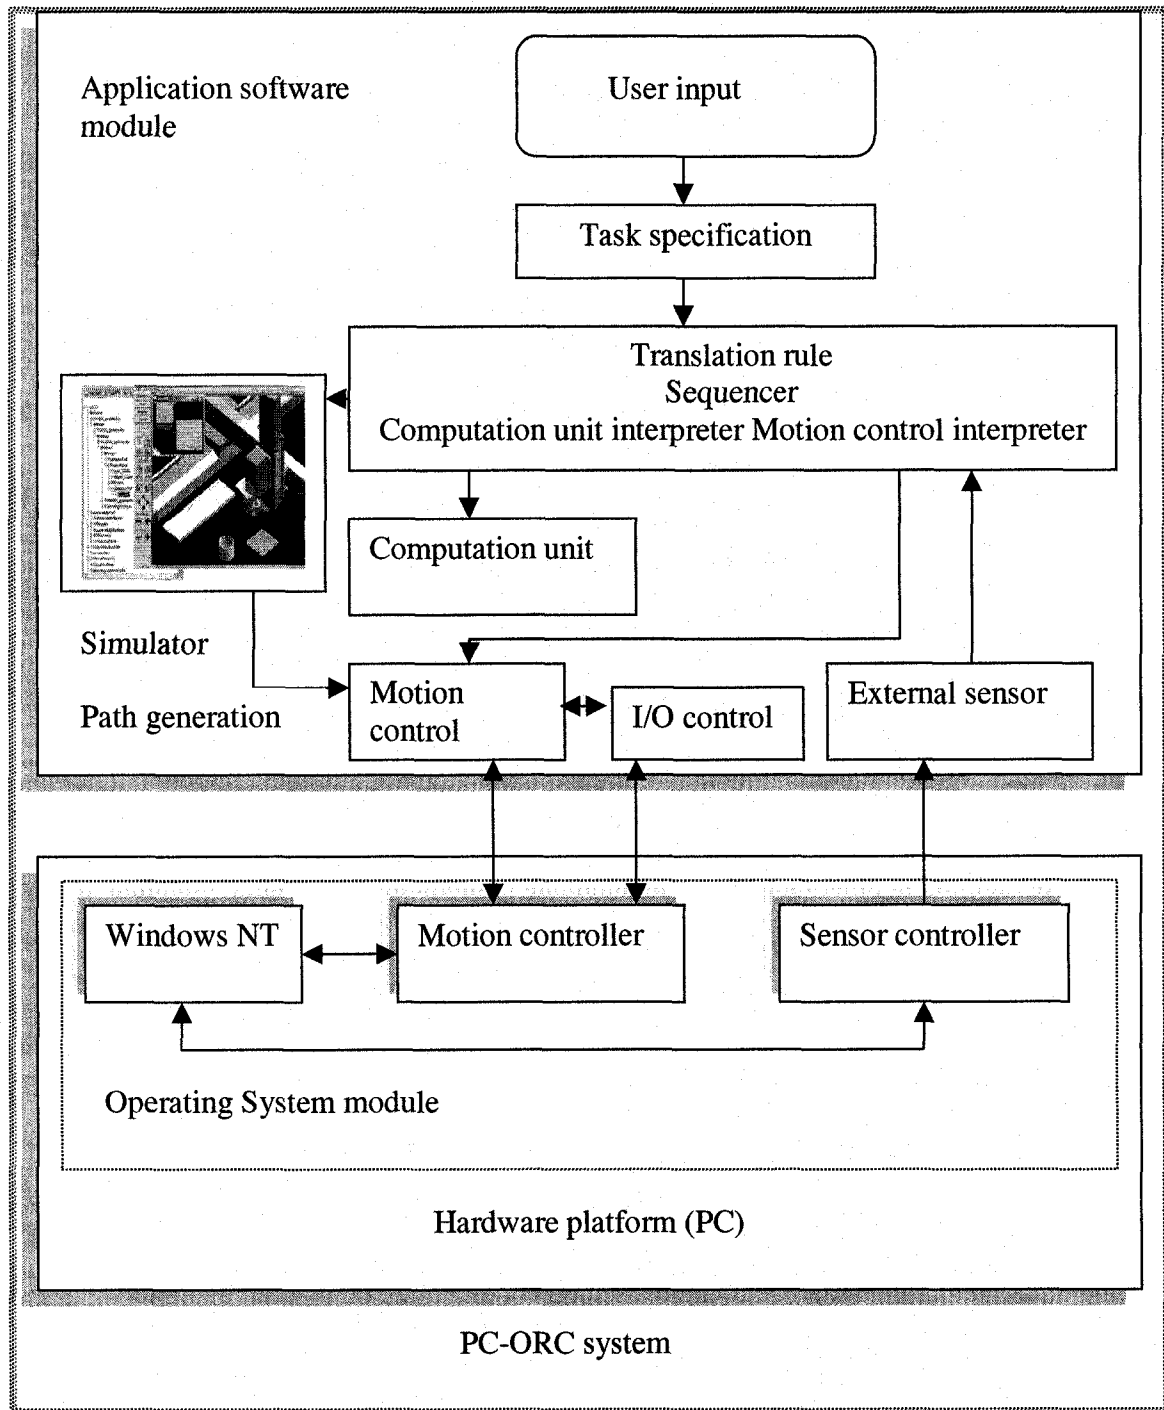 Application software
module
User input
Task specification
Translation rule
Sequencer
Computation unit interpreter Motion control interpreter
Computation unit
Simulator
Path generation
Motion
control
I/O control
External sensor
Windows NT
Motion controller
Sensor controller
Operating System module
Hardware platform (PC)
PC-ORC system